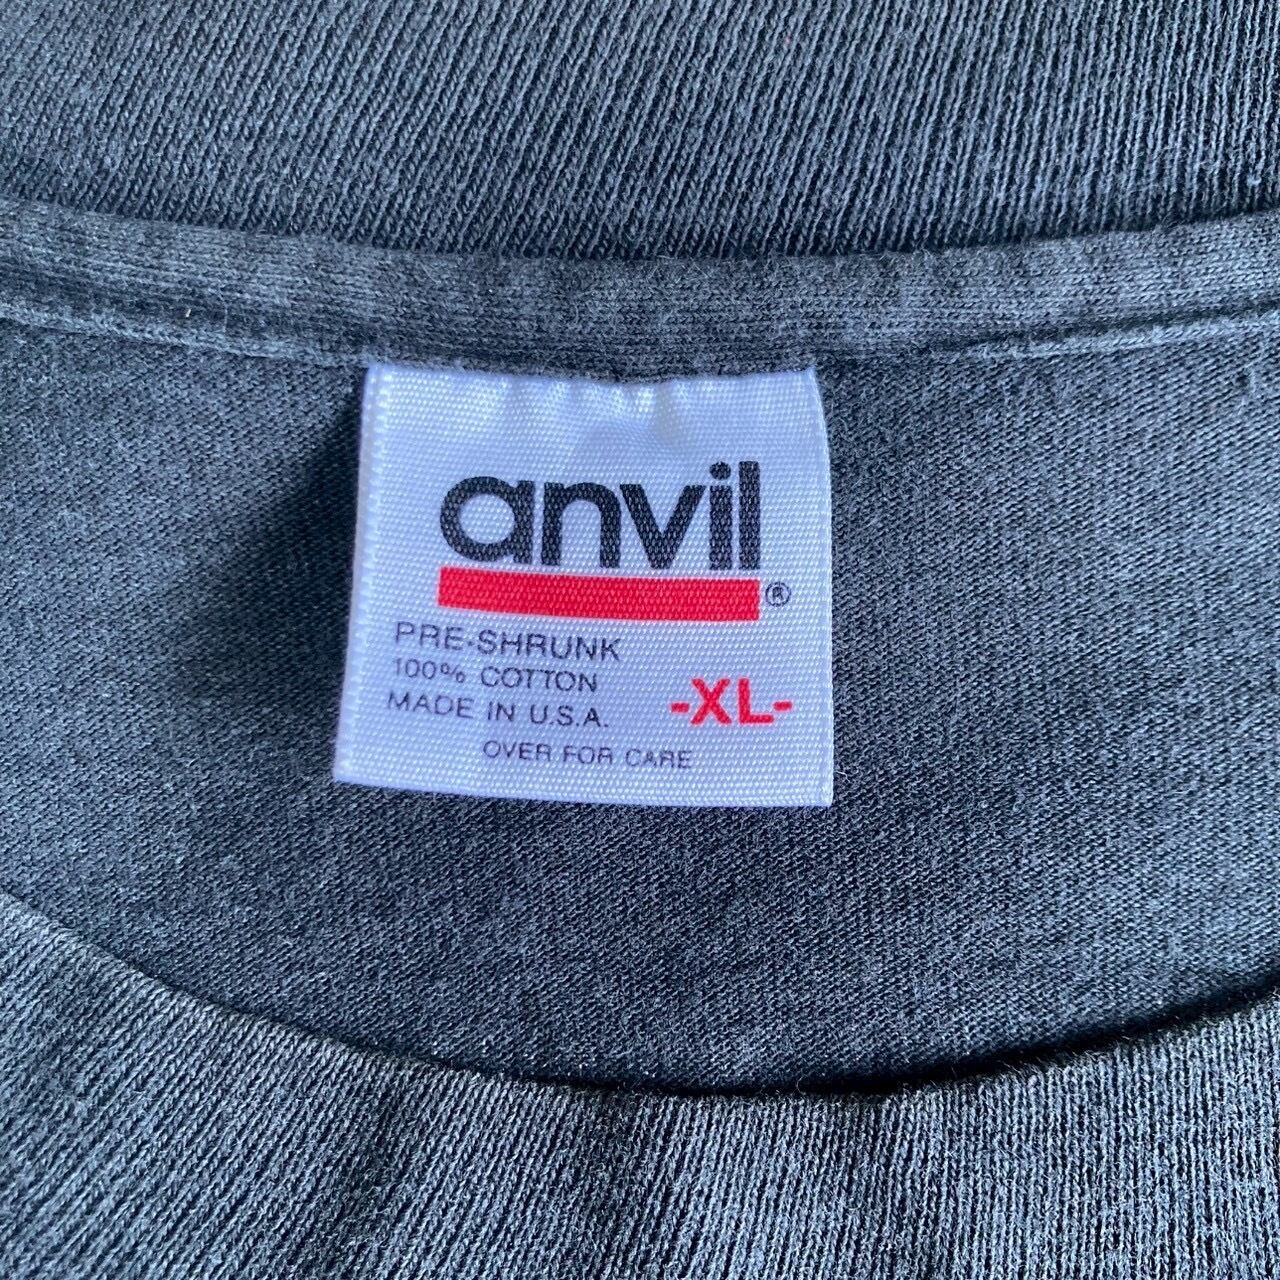 anvil®
PRE-SHRUNK
100% COTTON
MADE IN U.S.A.
-XL-
OVER FOR CARE